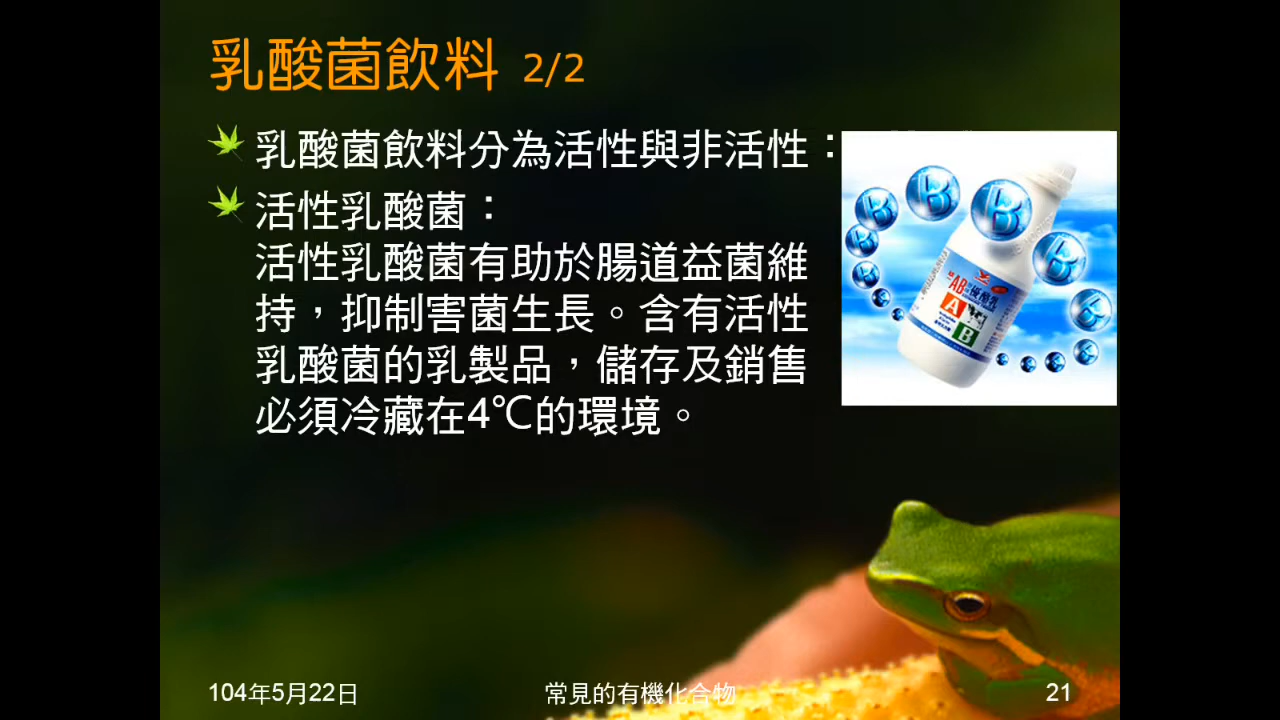 乳酸菌飲料 2/2
乳酸菌飲料分為活性與非活性：
活性乳酸菌：
活性乳酸菌有助於腸道益菌維
持，抑制害菌生長。含有活性
乳酸菌的乳製品，儲存及銷售
必須冷藏在4℃的環境。
B
B
B
B
B
B
AB
優酪乳
A
B
104年5月22日
常見的有機化合物
21